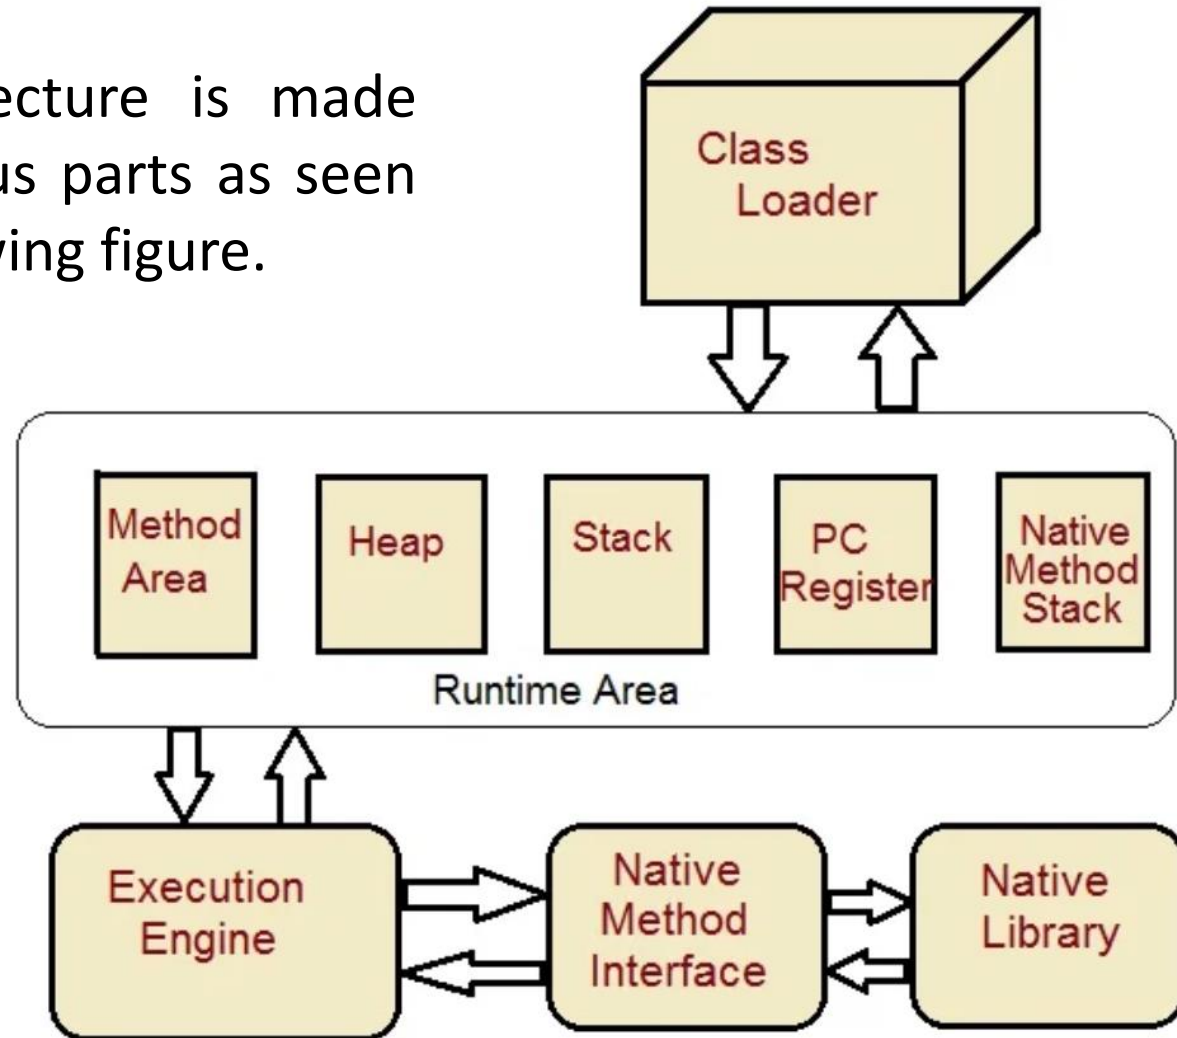 ecture is made
us parts as seen
ving figure.
Class
Loader
Method
Area
Heap
Stack
PC
Register
Native
Method
Stack
Runtime Area
Execution
Engine
Native
Method
Interface
Native
Library